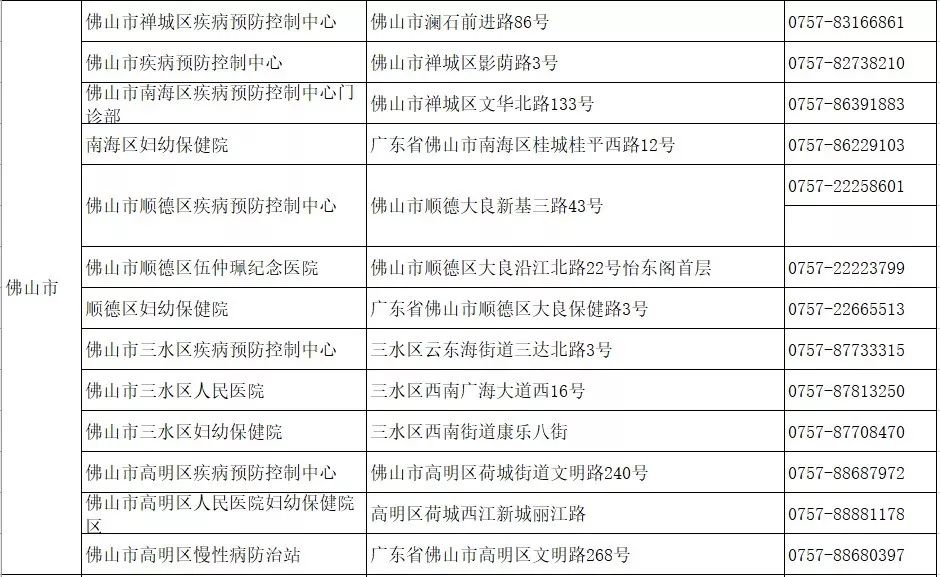 佛山市禅城区疾病预防控制中心 佛山市澜石前进路86号 0757-83166861
佛山市疾病预防控制中心 佛山市禅城区影荫路3号 0757-82738210
佛山市南海区疾病预防控制中心门
诊部 佛山市禅城区文华北路133号 0757-86391883
南海区妇幼保健院 广东省佛山市南海区桂城桂平西路12号 0757-86229103
佛山市顺德区疾病预防控制中心 佛山市顺德大良新基三路43号 0757-22258601
佛山市顺德区伍仲珮纪念医院 佛山市顺德区大良沿江北路22号怡东阁首层 0757-22223799
佛山市
顺德区妇幼保健院 广东省佛山市顺德区大良保健路3号 0757-22665513
佛山市三水区疾病预防控制中心 三水区云东海街道三达北路3号 0757-87733315
佛山市三水区人民医院 三水区西南广海大道西16号 0757-87813250
佛山市三水区妇幼保健院 三水区西南街道康乐八街 0757-87708470
佛山市高明区疾病预防控制中心 佛山市高明区荷城街道文明路240号 0757-88687972
佛山市高明区人民医院妇幼保健院
区 高明区荷城西江新城丽江路 0757-88881178
佛山市高明区慢性病防治站 广东省佛山市高明区文明路268号 0757-88680397